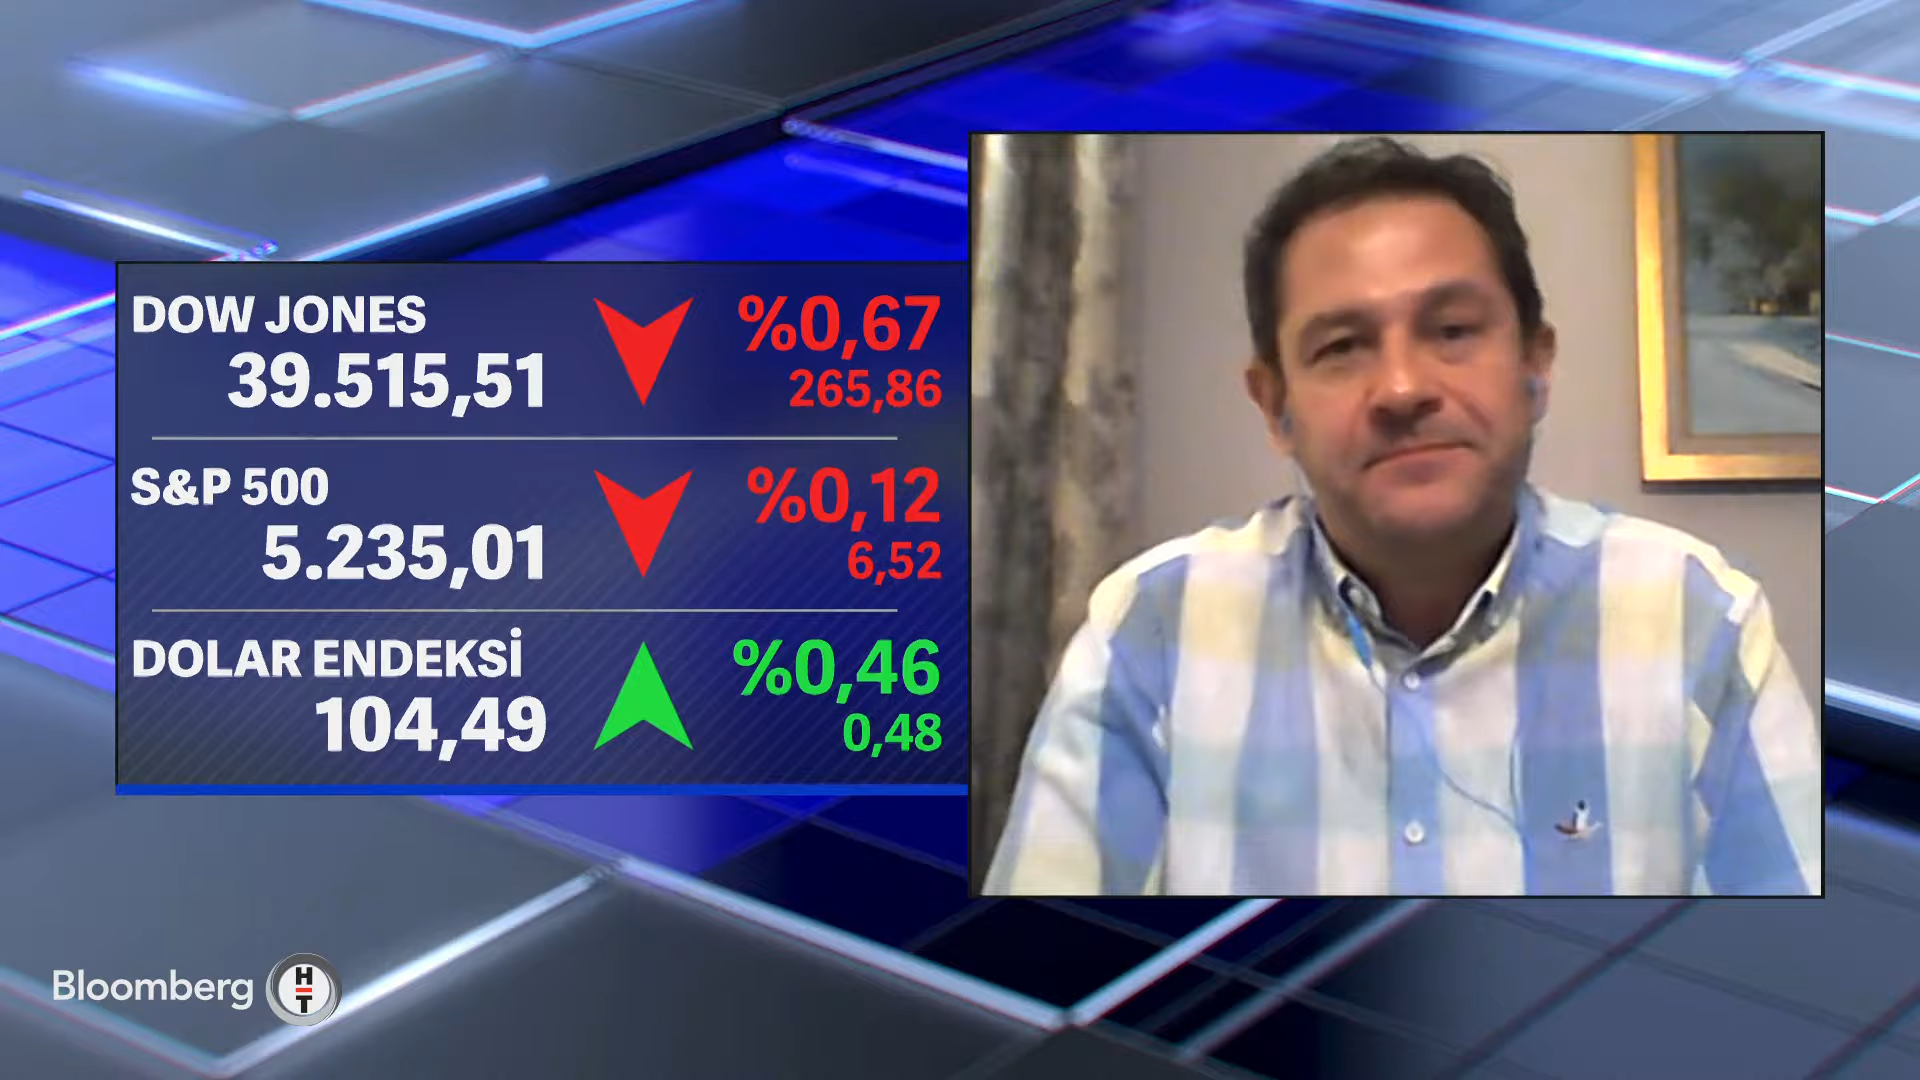 DOW JONES
39.515,51
%0,67
265,86
S&P 500
5.235,01
%0,12
6,52
DOLAR ENDEKSİ
104,49
%0,46
0,48
Bloomberg HT